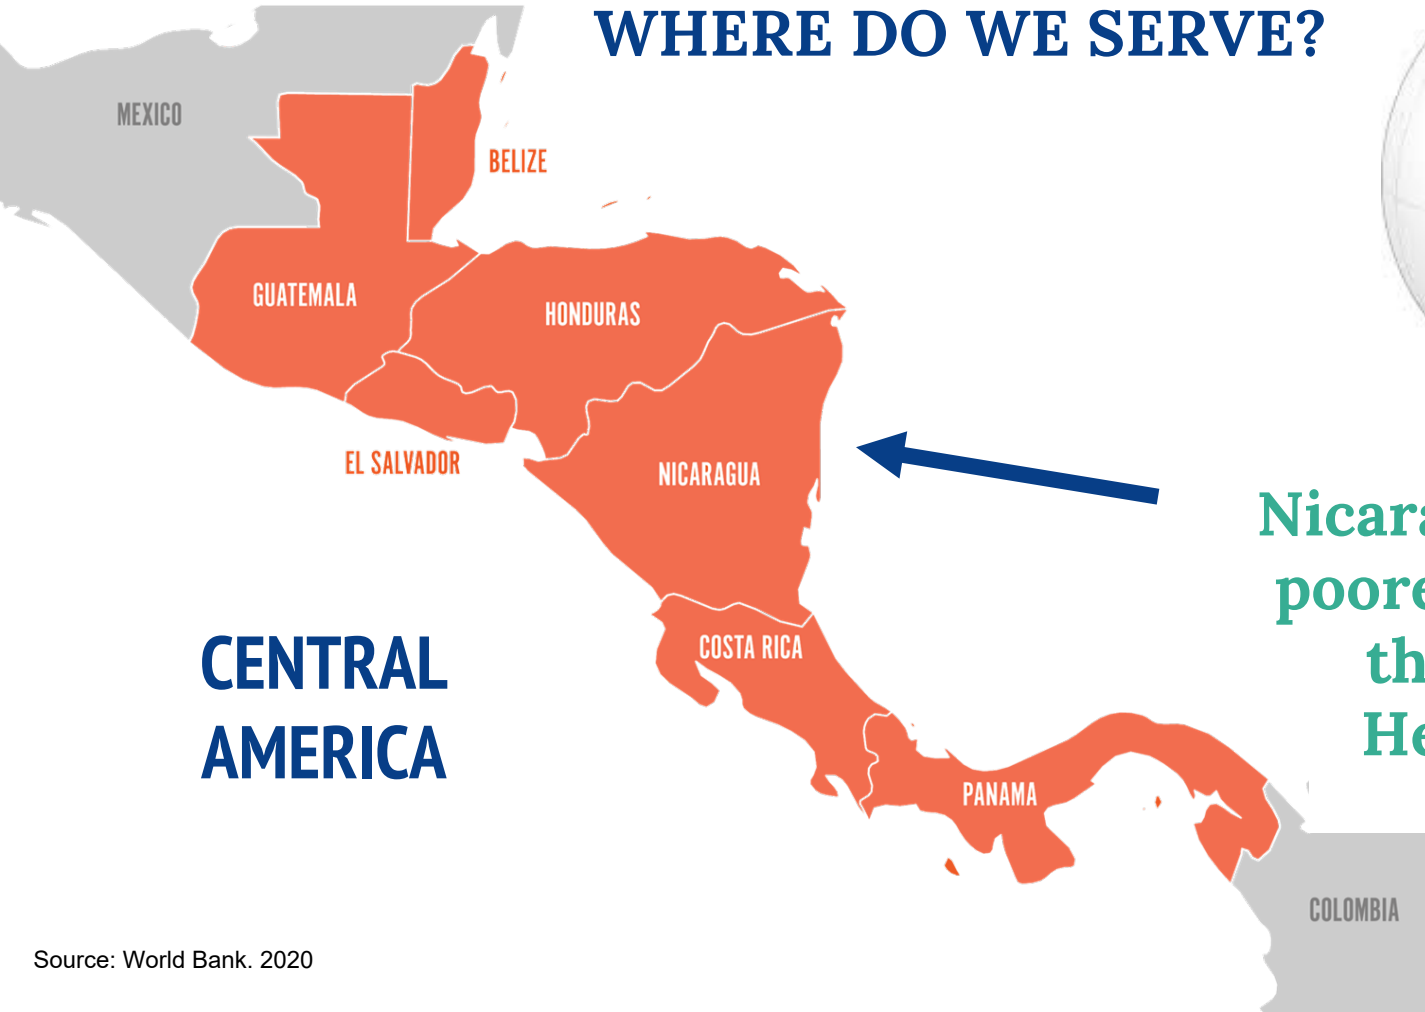 WHERE DO WE SERVE?
MEXICO
BELIZE
GUATEMALA
HONDURAS
EL SALVADOR
NICARAGUA
COSTA RICA
CENTRAL
AMERICA
PANAMA
COLOMBIA
Source: World Bank. 2020